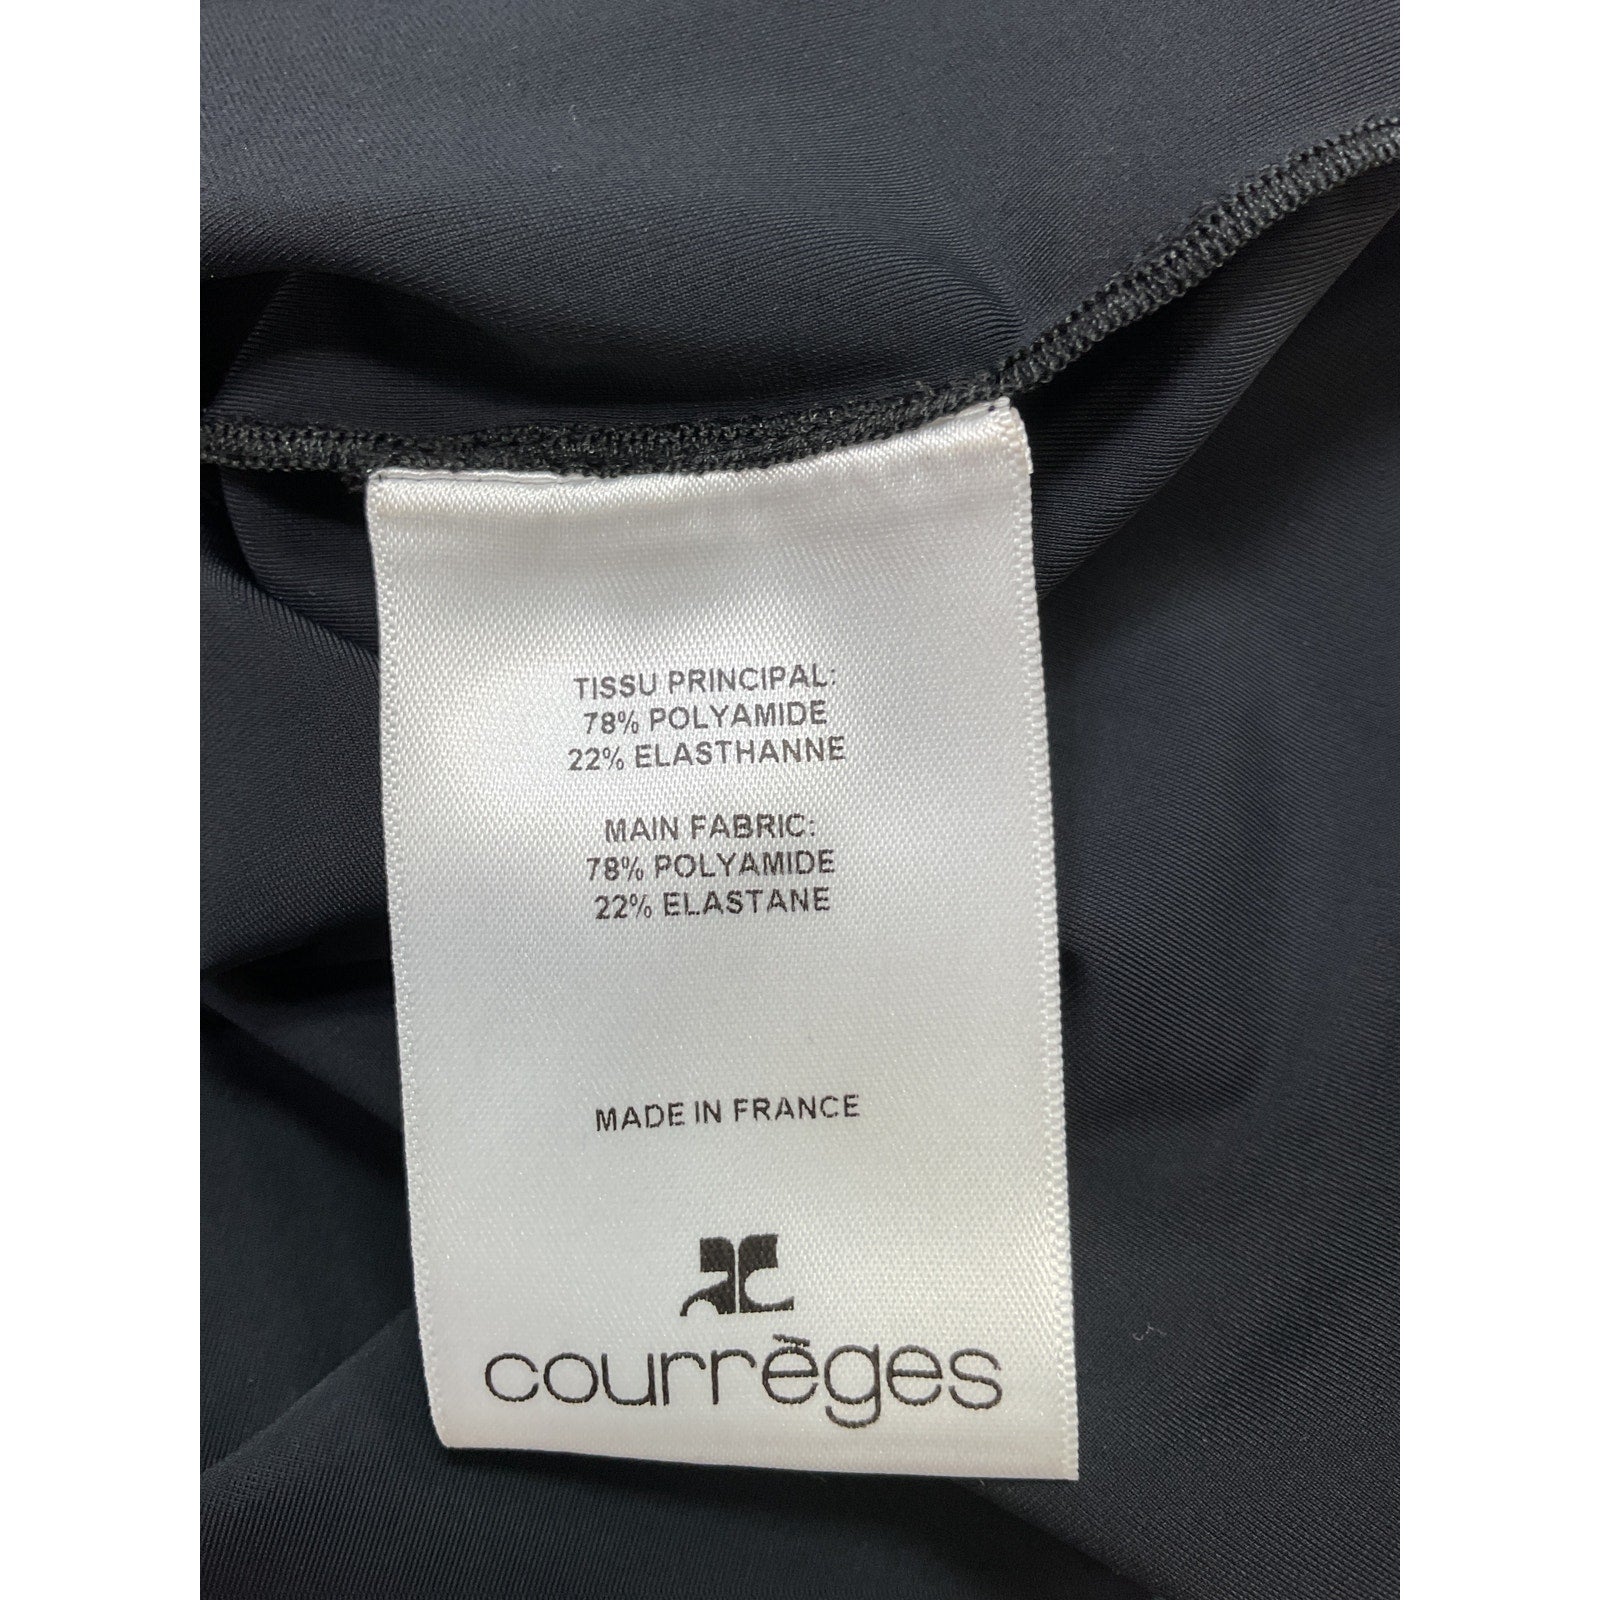 TISSU PRINCIPAL:
78% POLYAMIDE
22% ELASTHANNE
MAIN FABRIC:
78% POLYAMIDE
22% ELASTANE
MADE IN FRANCE
courrèges